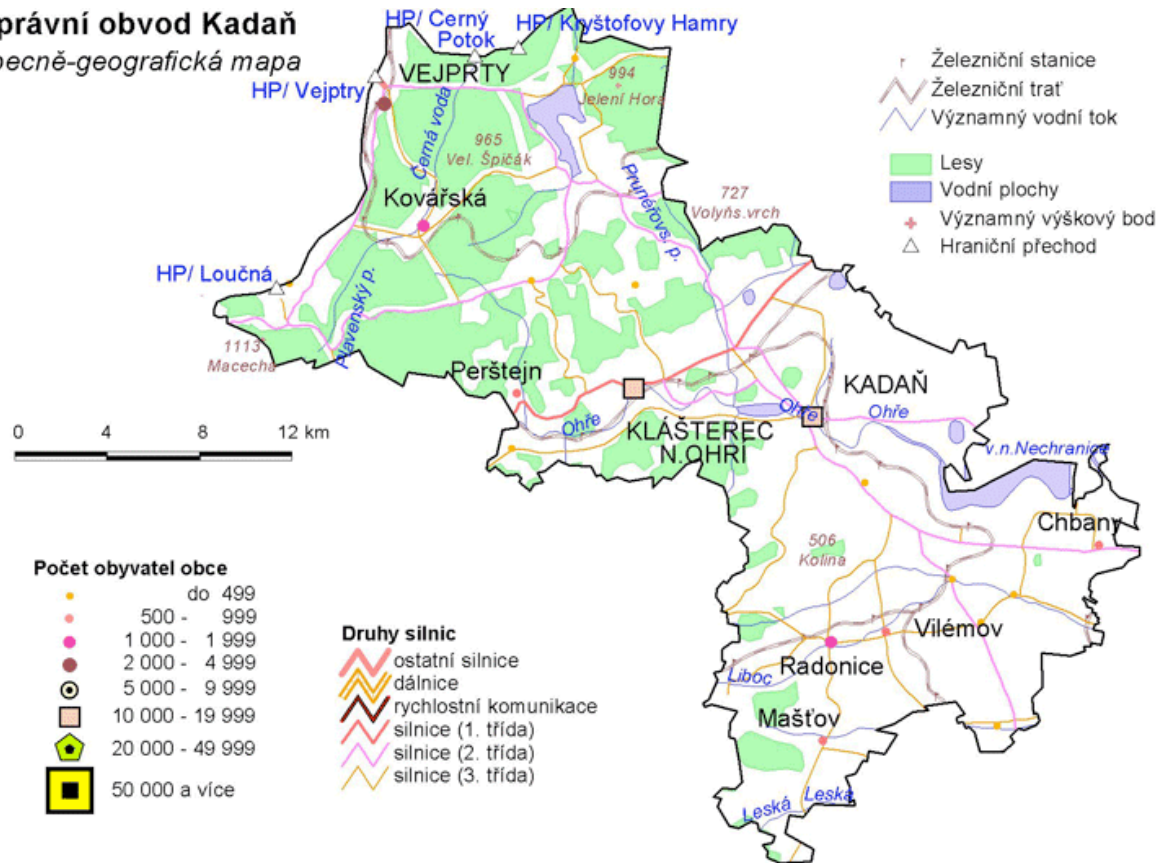 právní obvod Kadaň
becně-geografická mapa
HP/ Černý
Potok
HP/ Kryštofovy Hamry
VEJPRTY
HP/ Vejptry
994
Jelení Hora
Černá voda
965
Vel. Špičák
Prunéřovs. p.
727
Volyňs.vrch
Kovářská
HP/ Loučná
Plavenský p.
1113
Macecha
Perštejn
Ohře
KLÁŠTEREC
N.OHŘÍ
Ohře
KADAŇ
Ohře
v.n.Nechranice
Chbany
506
Kolina
Vilémov
Radonice
Liboc
Mašťov
Leská
Leska
Železniční stanice
Železniční trať
Významný vodní tok
Lesy
Vodní plochy
Významný výškový bod
Hraniční přechod
0 4 8 12 km
Počet obyvatel obce
do 499
500 - 999
1 000 - 1 999
2 000 - 4 999
5 000 - 9 999
10 000 - 19 999
20 000 - 49 999
50 000 a více
Druhy silnic
ostatní silnice
dálnice
rychlostní komunikace
silnice (1. třída)
silnice (2. třída)
silnice (3. třída)